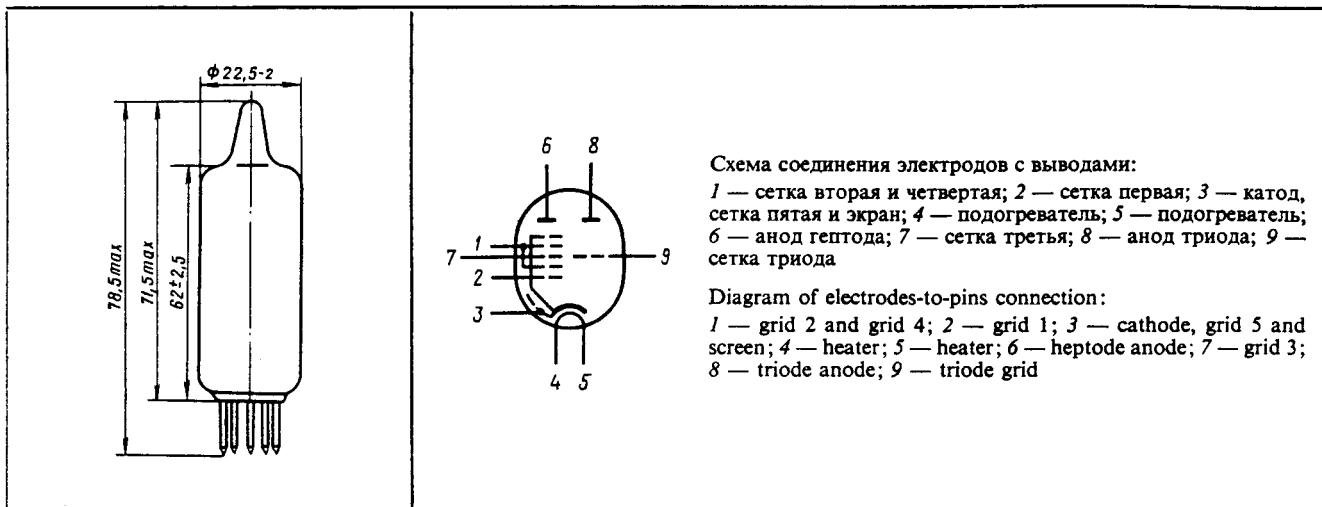 ϕ22,5-2
78,5max
71,5max
62±2,5
6 8
1
7
2
9
3
4 5
Схема соединения электродов с выводами:
1 — сетка вторая и четвертая; 2 — сетка первая; 3 — катод,
сетка пятая и экран; 4 — подогреватель; 5 — подогреватель;
6 — анод гептода; 7 — сетка третья; 8 — анод триода; 9 —
сетка триода
Diagram of electrodes-to-pins connection:
1 — grid 2 and grid 4; 2 — grid 1; 3 — cathode, grid 5 and
screen; 4 — heater; 5 — heater; 6 — heptode anode; 7 — grid 3;
8 — triode anode; 9 — triode grid